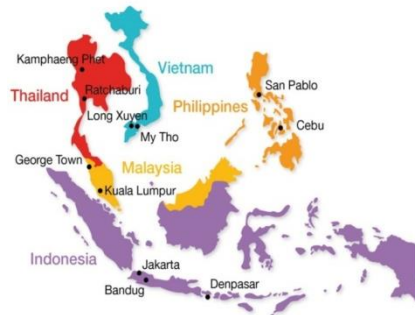 Kamphaeng Phet
Vietnam
San Pablo
Thailand
Ratchaburi
Philippines
Long Xuyen
My Tho
Cebu
George Town
Malaysia
Kuala Lumpur
Indonesia
Jakarta
Bandug
Denpasar